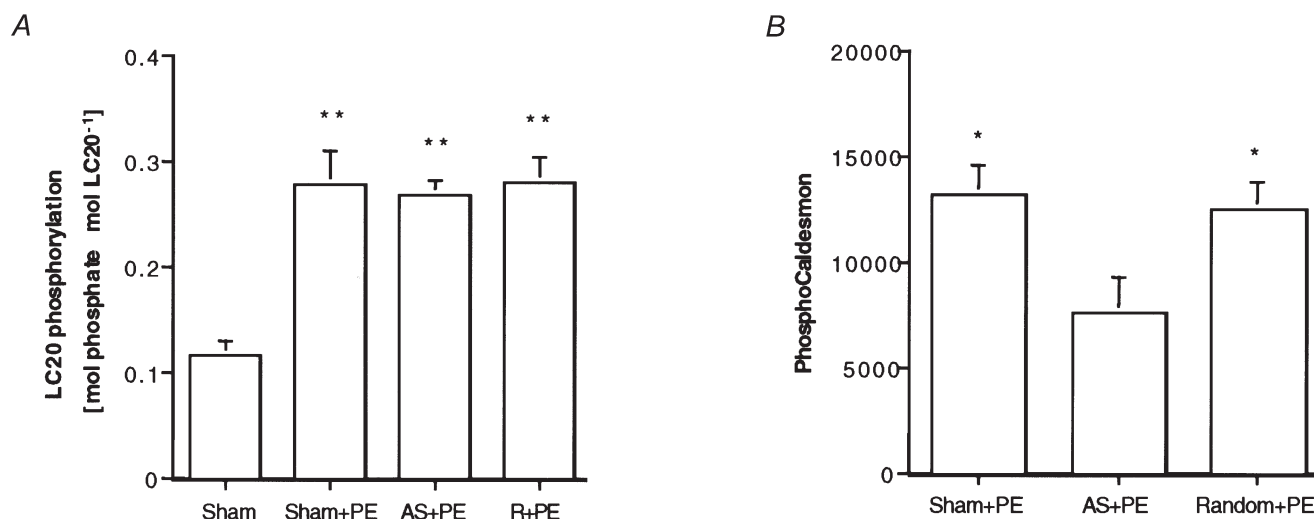 A
LC20 phosphorylation
[mol phosphate mol LC20⁻¹]
0.4
0.3
0.2
0.1
0
**
**
**
Sham
Sham+PE
AS+PE
R+PE
B
PhosphoCaldesmon
20000
15000
10000
5000
0
*
*
Sham+PE
AS+PE
Random+PE